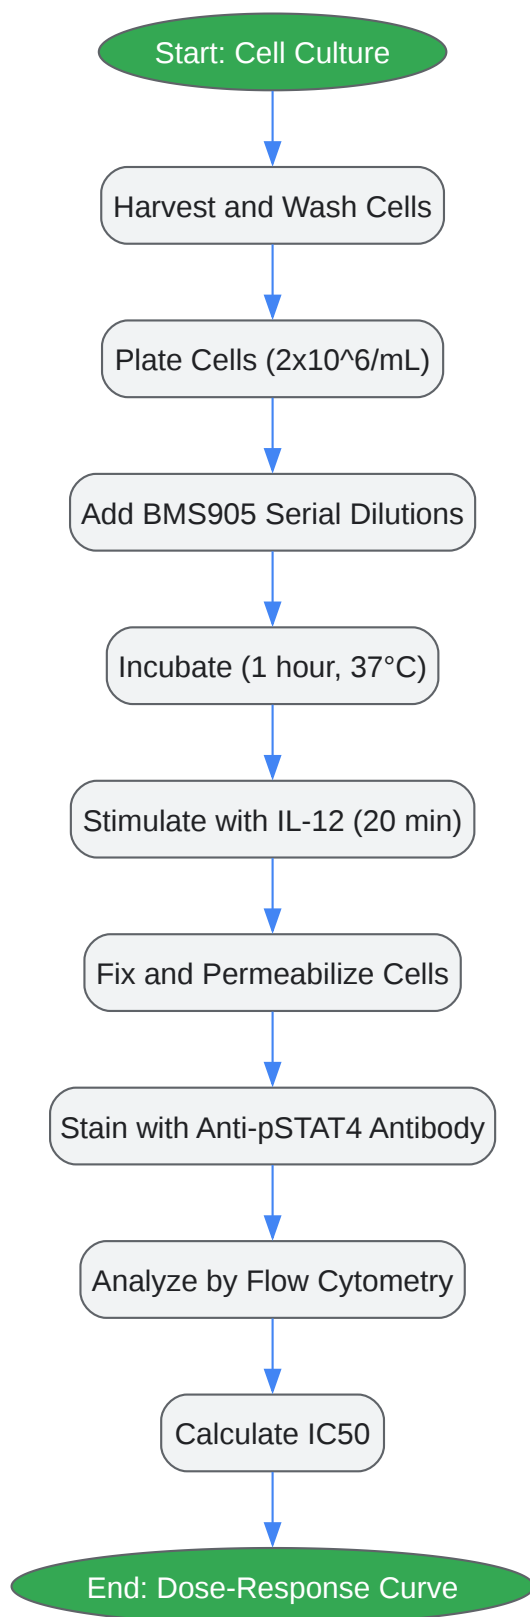 Start: Cell Culture
Harvest and Wash Cells
Plate Cells (2x10^6/mL)
Add BMS905 Serial Dilutions
Incubate (1 hour, 37°C)
Stimulate with IL-12 (20 min)
Fix and Permeabilize Cells
Stain with Anti-pSTAT4 Antibody
Analyze by Flow Cytometry
Calculate IC50
End: Dose-Response Curve